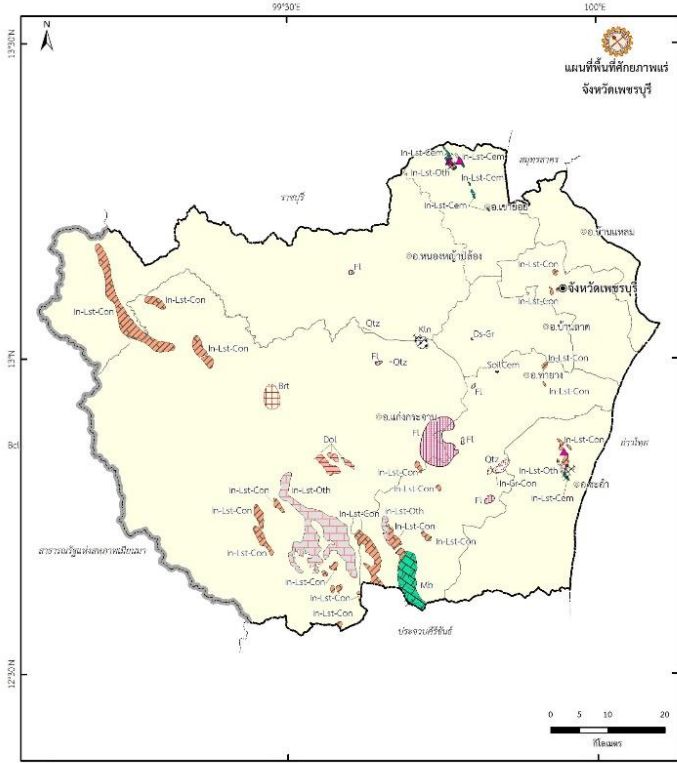 99°30'E
100°E
N
13°30'N
แผนที่พื้นที่ศักยภาพแร่
จังหวัดเพชรบุรี
In-Lst-Cem
In-Lst-Cem
สมุทรสาคร
In-Lst-Oth
In-Lst-Cem
In-Lst-Cem
อ.เขาย้อย
ราชบุรี
อ.บ้านแหลม
อ.หนองหญ้าปล้อง
Fl
In-Lst-Con
In-Lst-Con
จังหวัดเพชรบุรี
In-Lst-Con
In-Lst-Con
Qtz
Kln
Ds-Gr
อ.บ้านลาด
In-Lst-Con
13°N
Fl
Qtz
SoilCem
In-Lst-Con
อ.ท่ายาง
Brt
Fl
In-Lst-Con
อ.แก่งกระจาน
Fl
Fl
In-Lst-Con
อ่าวไทย
Dol
Qtz
In-Lst-Con
In-Lst-Oth
In-Gr-Con
อ.ชะอำ
In-Lst-Cem
In-Lst-Con
In-Lst-Oth
Fl
In-Lst-Con
In-Lst-Con
In-Lst-Oth
In-Lst-Con
สาธารณรัฐแห่งสหภาพเมียนมา
In-Lst-Con
In-Lst-Con
Mb
In-Lst-Con
In-Lst-Con
ประจวบคีรีขันธ์
12°30'N
0 5 10 20
กิโลเมตร